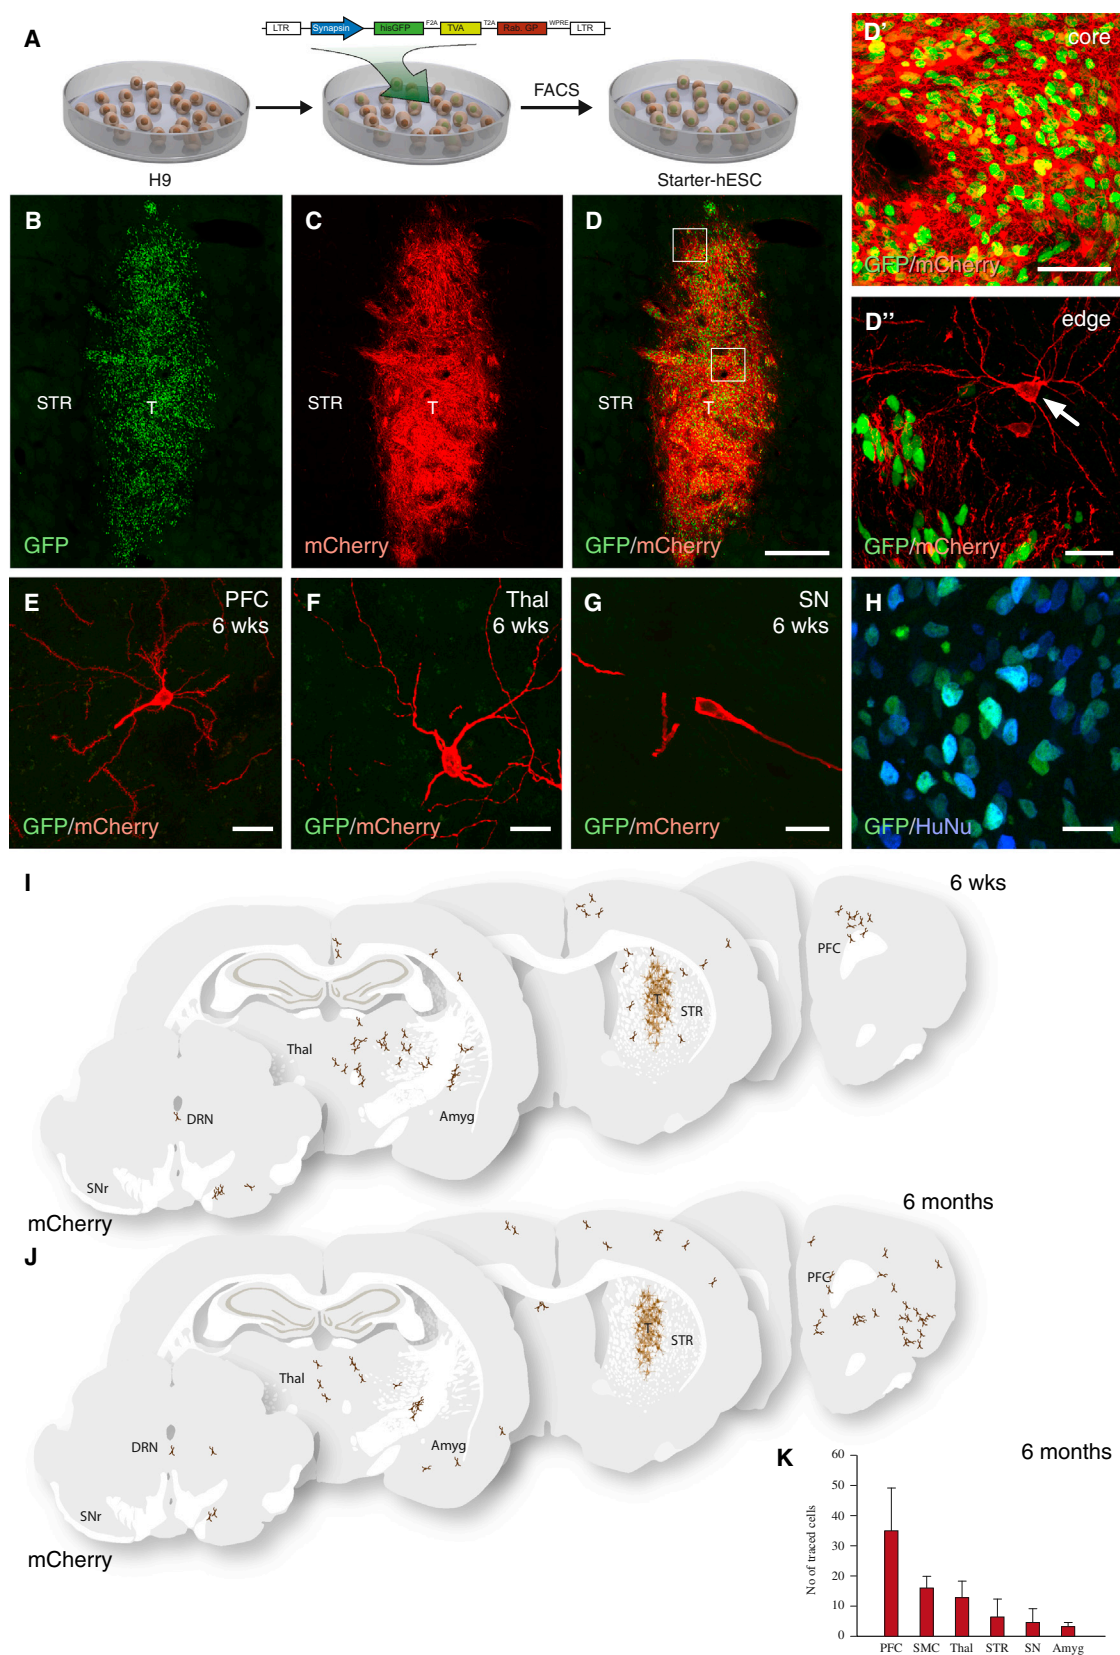 A
LTR
Synapsin
hisGFP
F2A
TVA
T2A
Rab. GP
WPRE
LTR
FACS
H9
Starter-hESC
D'
core
GFP/mCherry
B
STR
T
GFP
C
STR
T
mCherry
D
STR
T
GFP/mCherry
D''
edge
GFP/mCherry
E
PFC
6 wks
GFP/mCherry
F
Thal
6 wks
GFP/mCherry
G
SN
6 wks
GFP/mCherry
H
GFP/HuNu
I
6 wks
PFC
T
STR
Thal
Amyg
DRN
SNr
mCherry
J
6 months
PFC
T
STR
Thal
Amyg
DRN
SNr
mCherry
K
6 months
No of traced cells
60
50
40
30
20
10
0
PFC SMC Thal STR SN Amyg